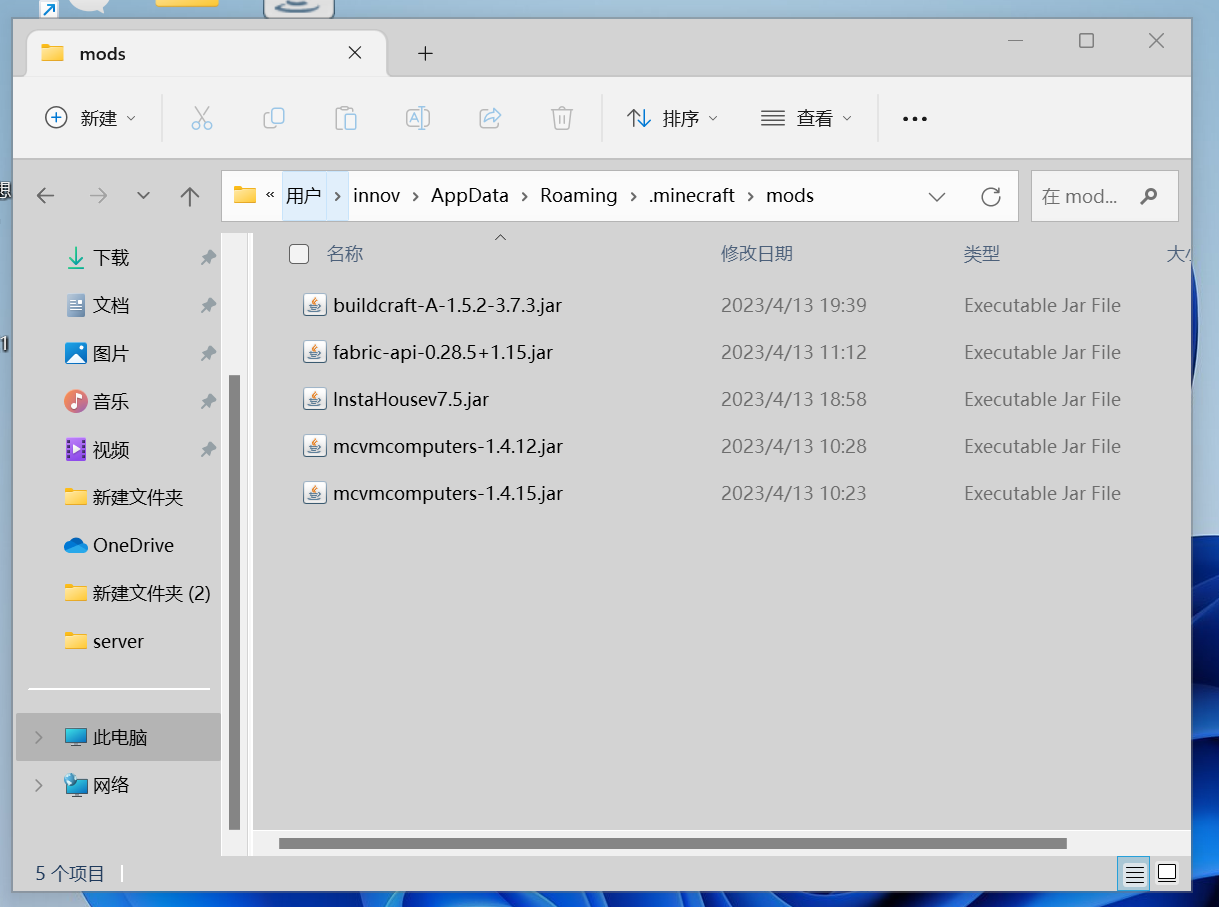 mods
新建
排序
查看
« 用户 › innov › AppData › Roaming › .minecraft › mods
在 mod...
想
1
下载
文档
图片
音乐
视频
新建文件夹
OneDrive
新建文件夹 (2)
server
此电脑
网络
名称 修改日期 类型 大小
buildcraft-A-1.5.2-3.7.3.jar 2023/4/13 19:39 Executable Jar File
fabric-api-0.28.5+1.15.jar 2023/4/13 11:12 Executable Jar File
InstaHousev7.5.jar 2023/4/13 18:58 Executable Jar File
mcvmcomputers-1.4.12.jar 2023/4/13 10:28 Executable Jar File
mcvmcomputers-1.4.15.jar 2023/4/13 10:23 Executable Jar File
5 个项目